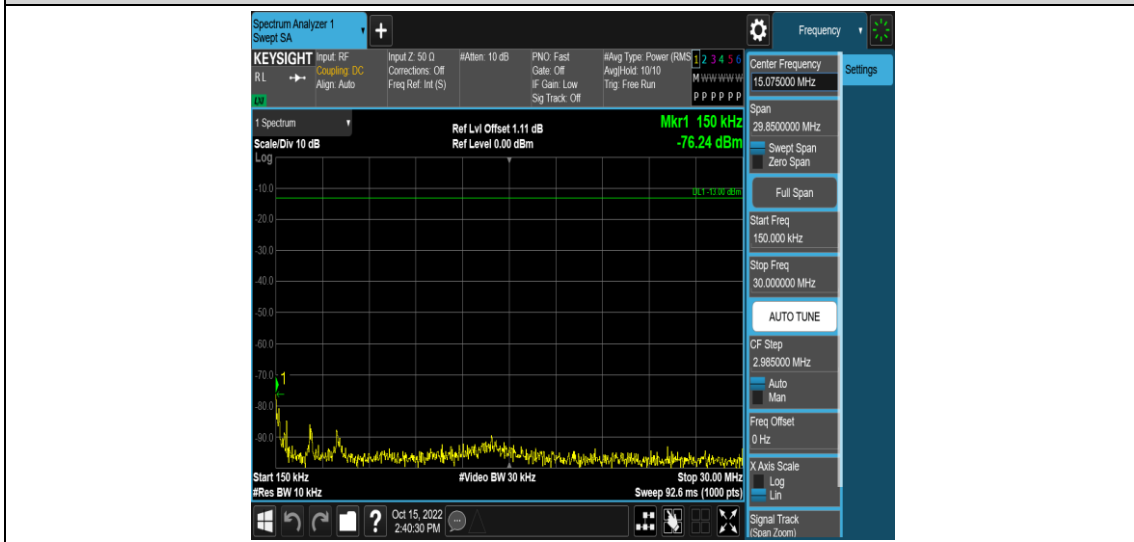 Spectrum Analyzer 1
Swept SA
+
Frequency
KEYSIGHT
Input: RF
Coupling: DC
Align: Auto
RL
LXI
Input Z: 50 Ω
Corrections: Off
Freq Ref: Int (S)
#Atten: 10 dB
PNO: Fast
Gate: Off
IF Gain: Low
Sig Track: Off
#Avg Type: Power (RMS
Avg|Hold: 10/10
Trig: Free Run
1 2 3 4 5 6
M W W W W W
P P P P P P
Center Frequency
15.075000 MHz
Settings
Span
29.8500000 MHz
Swept Span
Zero Span
Full Span
Start Freq
150.000 kHz
Stop Freq
30.000000 MHz
AUTO TUNE
CF Step
2.985000 MHz
Auto
Man
Freq Offset
0 Hz
X Axis Scale
Log
Lin
Signal Track
(Span Zoom)
1 Spectrum
Scale/Div 10 dB
Log
Ref Lvl Offset 1.11 dB
Ref Level 0.00 dBm
Mkr1 150 kHz
-76.24 dBm
DL1 -13.00 dBm
-10.0
-20.0
-30.0
-40.0
-50.0
-60.0
-70.0
1
-80.0
-90.0
Start 150 kHz
#Video BW 30 kHz
Stop 30.00 MHz
#Res BW 10 kHz
Sweep 92.6 ms (1000 pts)
?
Oct 15, 2022
2:40:30 PM